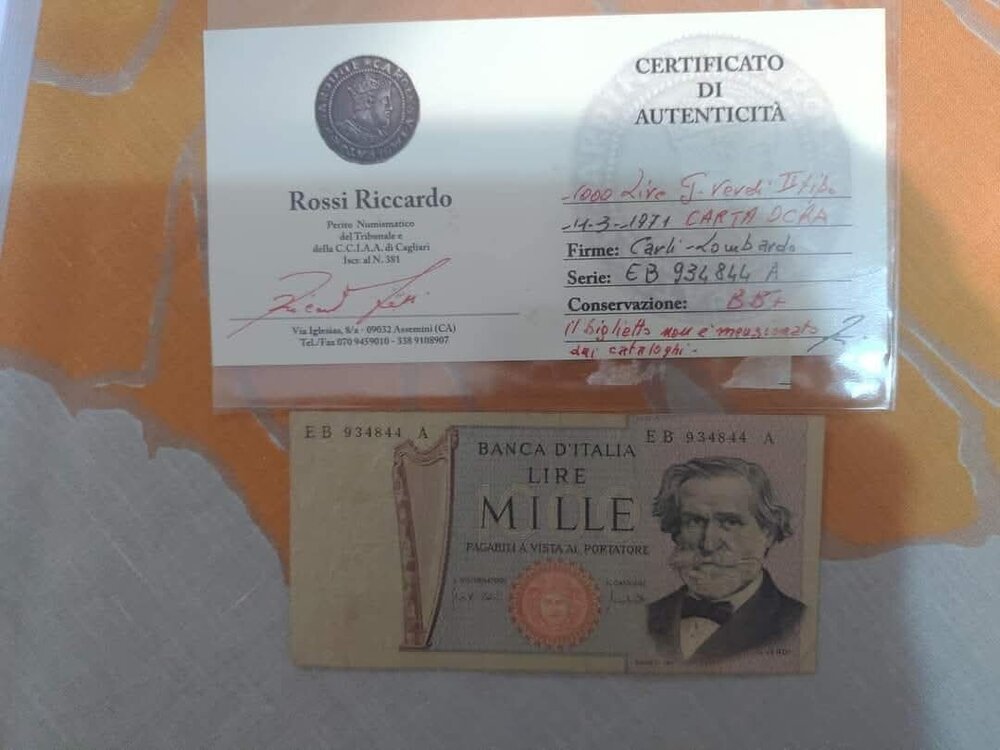 CERTIFICATO
DI
AUTENTICITÀ
Rossi Riccardo
Perito Numismatico
del Tribunale e
della C.C.I.A.A. di Cagliari
Iscr. al N. 381
Via Iglesias, 8/a - 09032 Assemini (CA)
Tel./Fax 070 9459010 - 338 9108907
-1000 Lire G. Verdi II tipo
-4-3-1971 CARTA OCRA
Firme: Carli-Lombardo
Serie: EB 934844 A
Conservazione: BB+
Il biglietto non è menzionato
dai cataloghi.
EB 934844 A
EB 934844 A
BANCA D'ITALIA
LIRE
MILLE
PAGABILI A VISTA AL PORTATORE